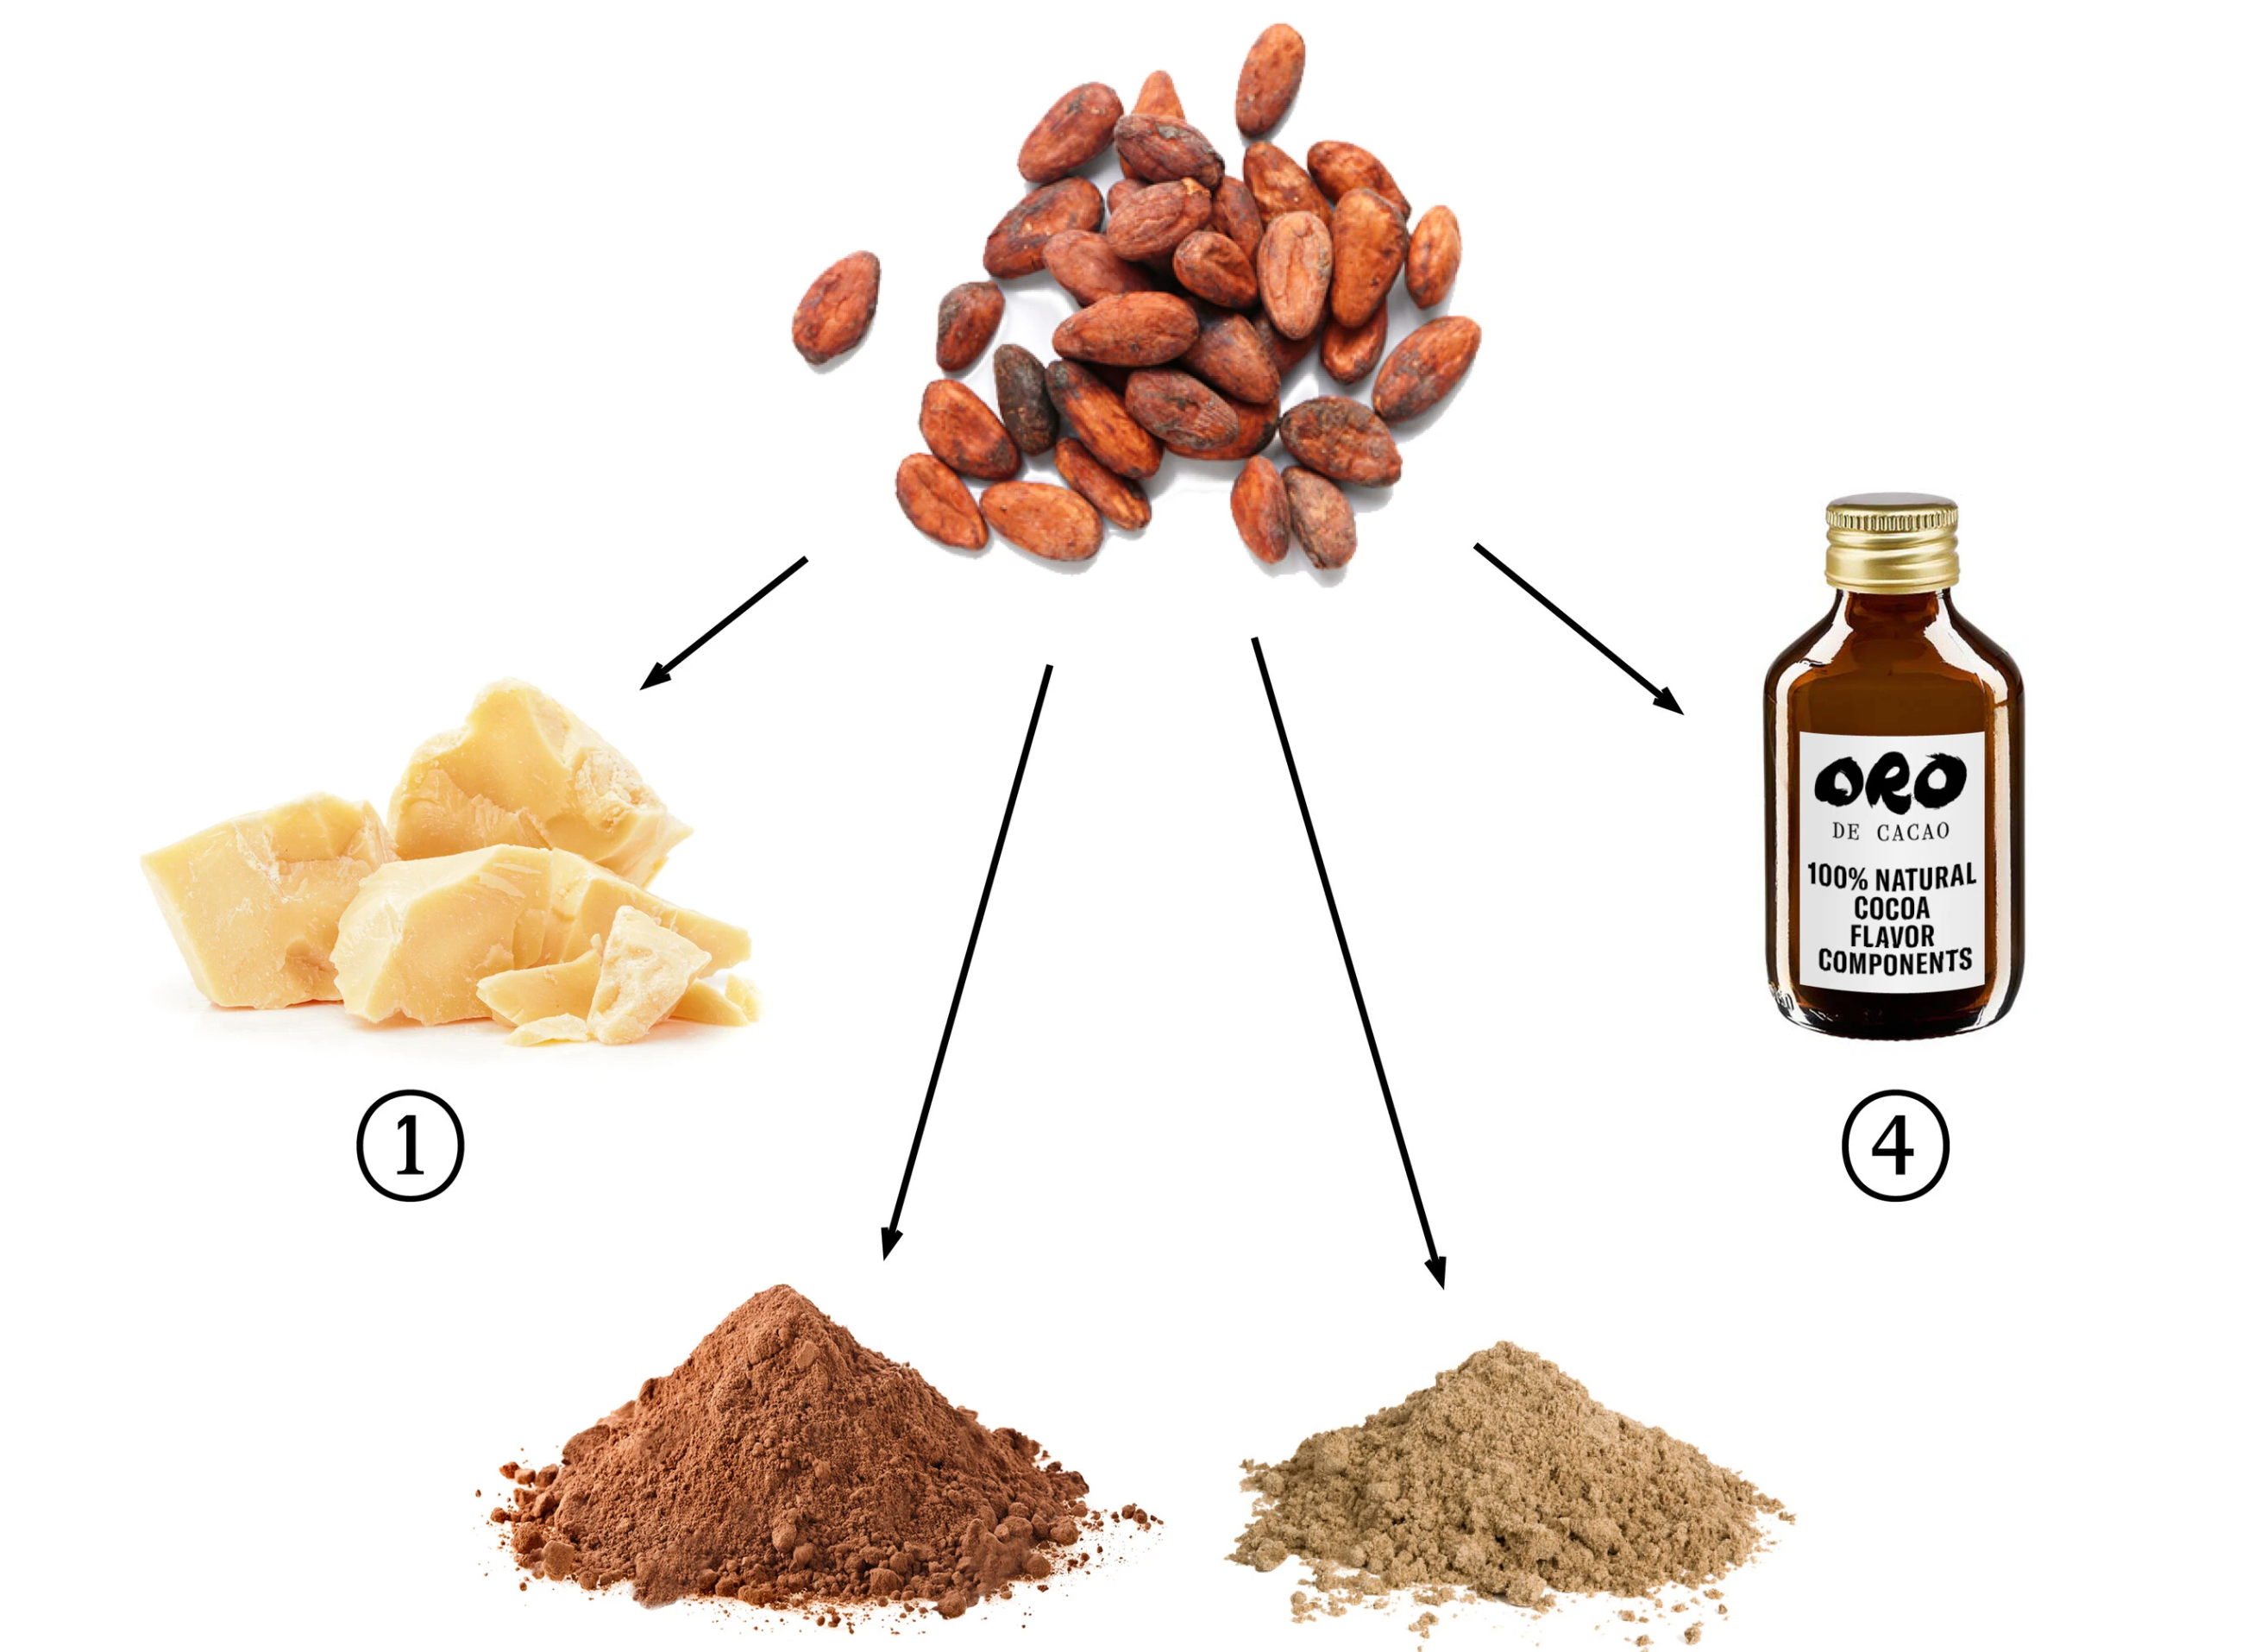 ORO
DE CACAO
100% NATURAL
COCOA
FLAVOR
COMPONENTS
①
④